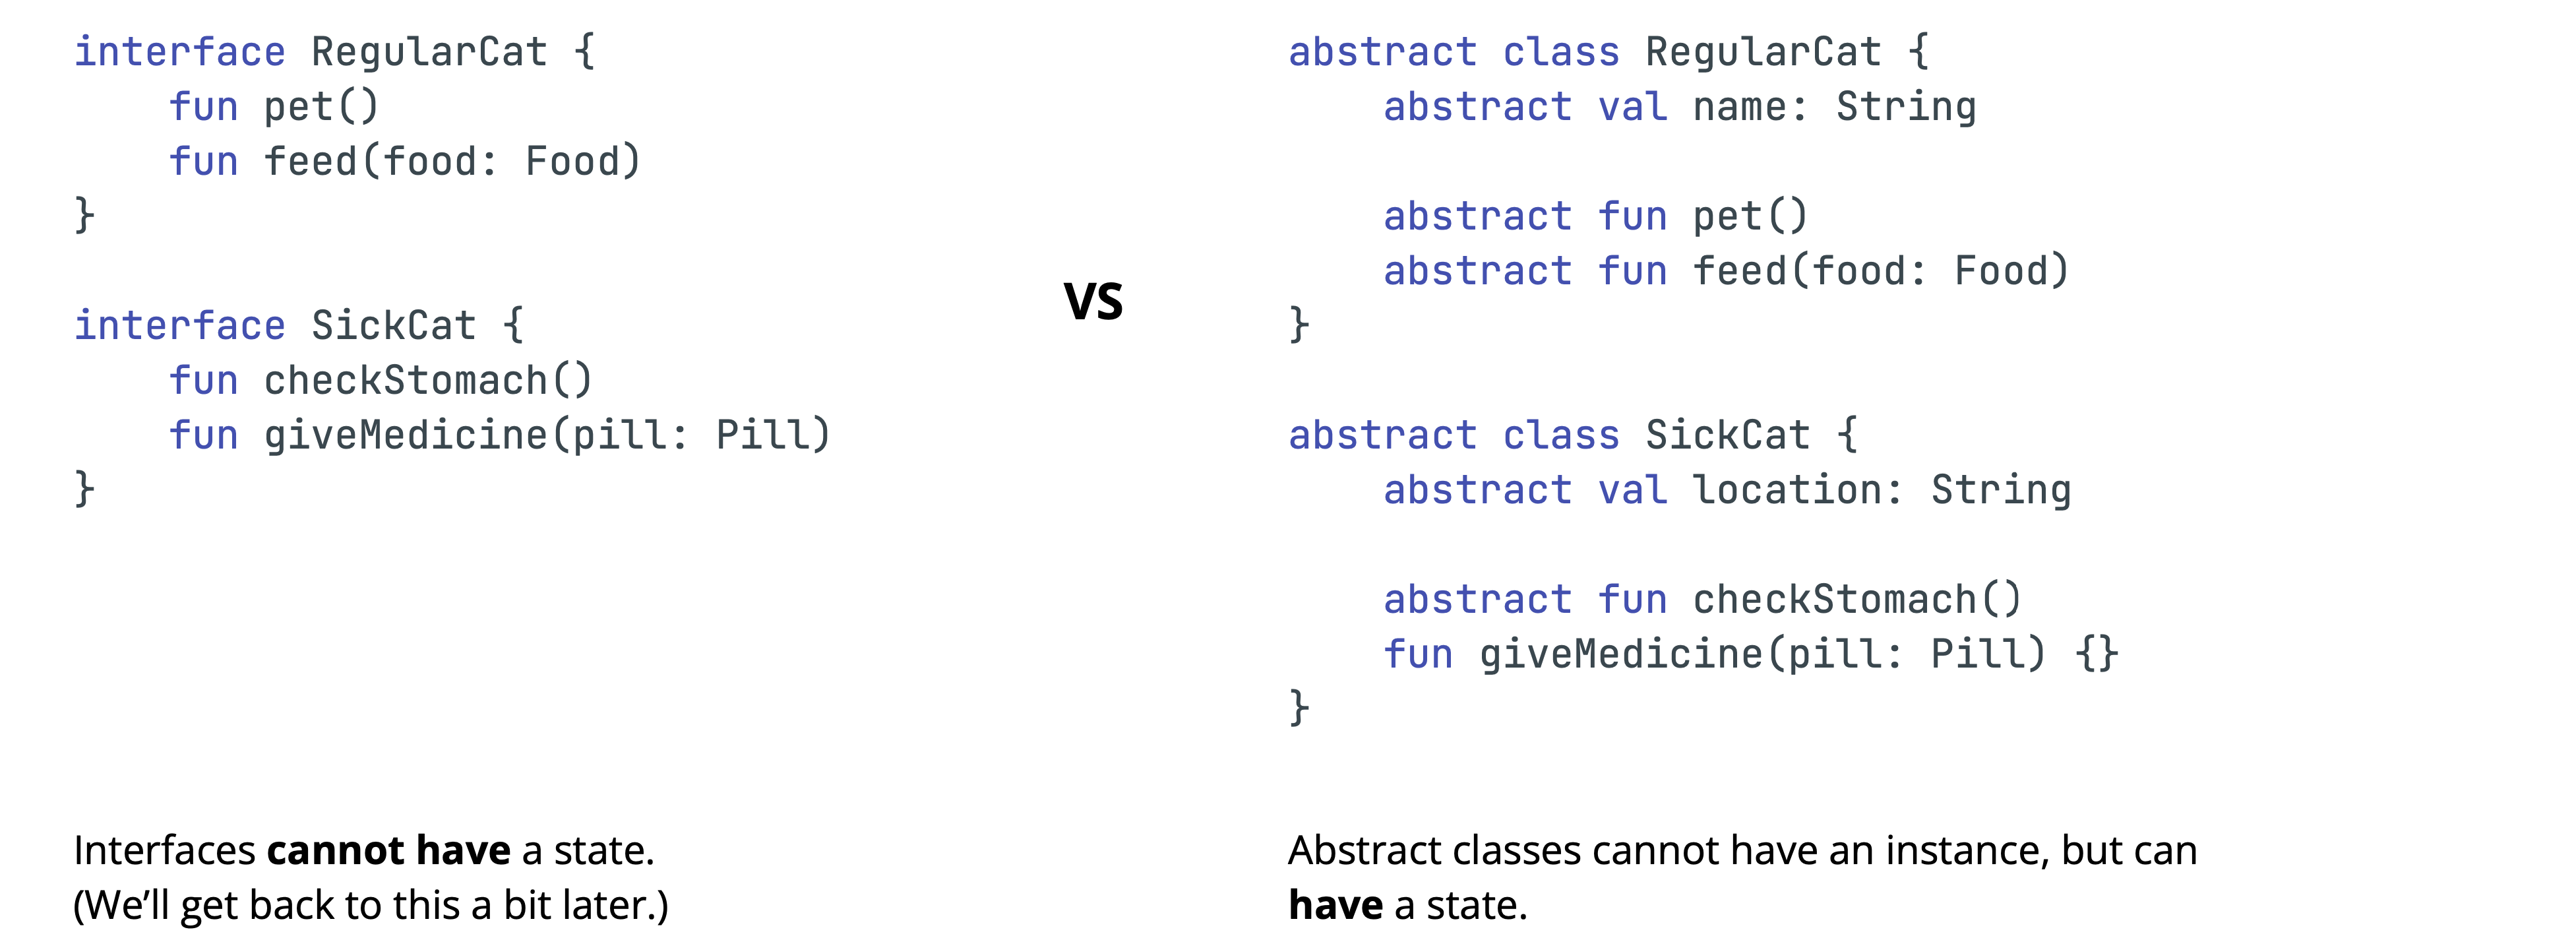 interface RegularCat {
    fun pet()
    fun feed(food: Food)
}
interface SickCat {
    fun checkStomach()
    fun giveMedicine(pill: Pill)
}
Interfaces cannot have a state.
(We’ll get back to this a bit later.)
vs
abstract class RegularCat {
    abstract val name: String
    abstract fun pet()
    abstract fun feed(food: Food)
}
abstract class SickCat {
    abstract val location: String
    abstract fun checkStomach()
    fun giveMedicine(pill: Pill) {}
}
Abstract classes cannot have an instance, but can
have a state.